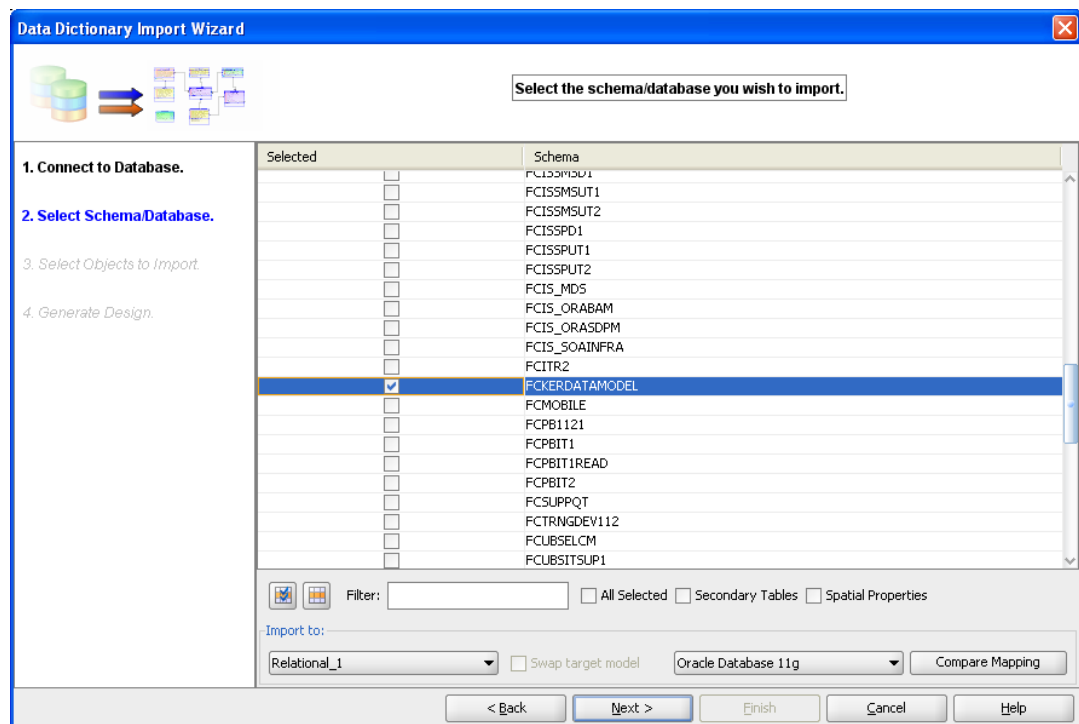 Data Dictionary Import Wizard
Select the schema/database you wish to import.
1. Connect to Database.
2. Select Schema/Database.
3. Select Objects to Import.
4. Generate Design.
Selected Schema
FCISSMSD1
FCISSMSUT1
FCISSMSUT2
FCISSPD1
FCISSPUT1
FCISSPUT2
FCIS_MDS
FCIS_ORABAM
FCIS_ORASDPM
FCIS_SOAINFRA
FCITR2
FCKERDATAMODEL
FCMOBILE
FCPB1121
FCPBIT1
FCPBIT1READ
FCPBIT2
FCSUPPQT
FCTRNGDEV112
FCUBSELCM
FCUBSITSUP1
Filter: All Selected Secondary Tables Spatial Properties
Import to:
Relational_1 Swap target model Oracle Database 11g Compare Mapping
< Back Next > Finish Cancel Help